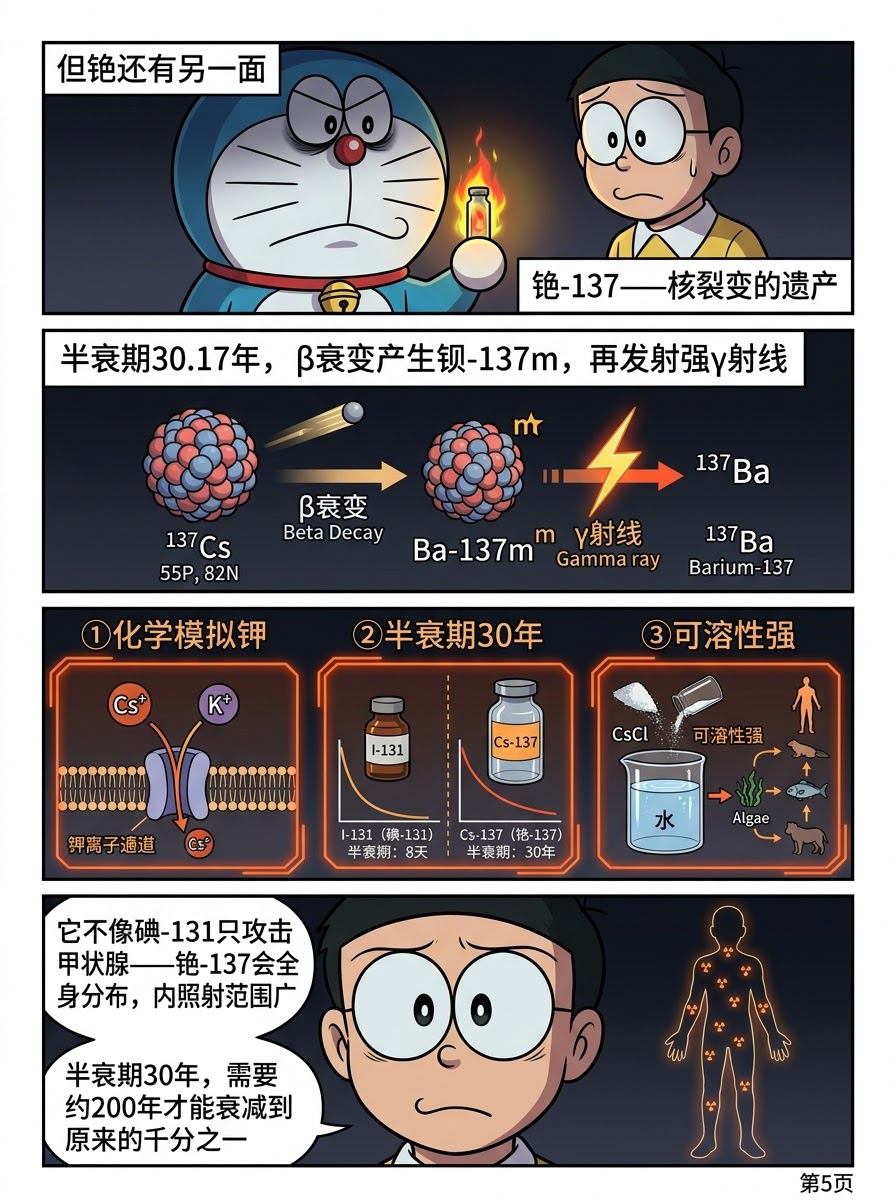 但铯还有另一面
铯-137——核裂变的遗产
半衰期30.17年，β衰变产生钡-137m，再发射强γ射线
m
β衰变
Beta Decay
¹³⁷Cs
55P, 82N
Ba-137m
m
γ射线
Gamma ray
¹³⁷Ba
¹³⁷Ba
Barium-137
①化学模拟钾
Cs⁺
K⁺
钾离子通道
②半衰期30年
I-131
Cs-137
I-131（碘-131）
半衰期：8天
Cs-137（铯-137）
半衰期：30年
③可溶性强
CsCl
可溶性强
水
Algae
它不像碘-131只攻击
甲状腺——铯-137会全
身分布，内照射范围广
半衰期30年，需要
约200年才能衰减到
原来的千分之一
第5页